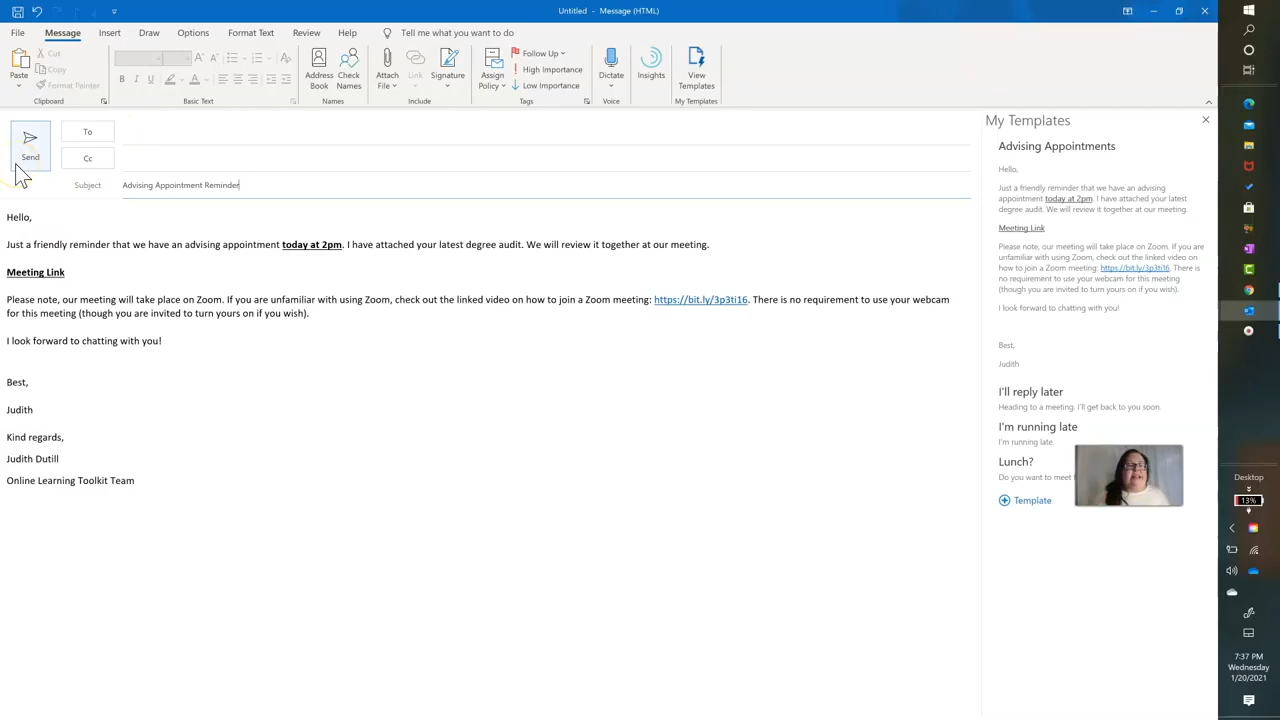 Untitled - Message (HTML)
File Message Insert Draw Options Format Text Review Help Tell me what you want to do
Paste
Cut
Copy
Format Painter
Clipboard
B I U A
Basic Text
Address Book
Check Names
Names
Attach File
Link
Signature
Include
Assign Policy
Follow Up
High Importance
Low Importance
Tags
Dictate
Voice
Insights
View Templates
My Templates
Send
To
Cc
Subject Advising Appointment Reminder
Hello,
Just a friendly reminder that we have an advising appointment today at 2pm. I have attached your latest degree audit. We will review it together at our meeting.
Meeting Link
Please note, our meeting will take place on Zoom. If you are unfamiliar with using Zoom, check out the linked video on how to join a Zoom meeting: https://bit.ly/3p3ti16. There is no requirement to use your webcam
for this meeting (though you are invited to turn yours on if you wish).
I look forward to chatting with you!
Best,
Judith
Kind regards,
Judith Dutill
Online Learning Toolkit Team
My Templates
Advising Appointments
Hello,
Just a friendly reminder that we have an advising
appointment today at 2pm. I have attached your latest
degree audit. We will review it together at our meeting.
Meeting Link
Please note, our meeting will take place on Zoom. If you are
unfamiliar with using Zoom, check out the linked video on
how to join a Zoom meeting: https://bit.ly/3p3ti16. There is
no requirement to use your webcam for this meeting
(though you are invited to turn yours on if you wish).
I look forward to chatting with you!
Best,
Judith
I'll reply later
Heading to a meeting. I'll get back to you soon.
I'm running late
I'm running late.
Lunch?
Do you want to meet
Template
Desktop
13%
7:37 PM
Wednesday
1/20/2021